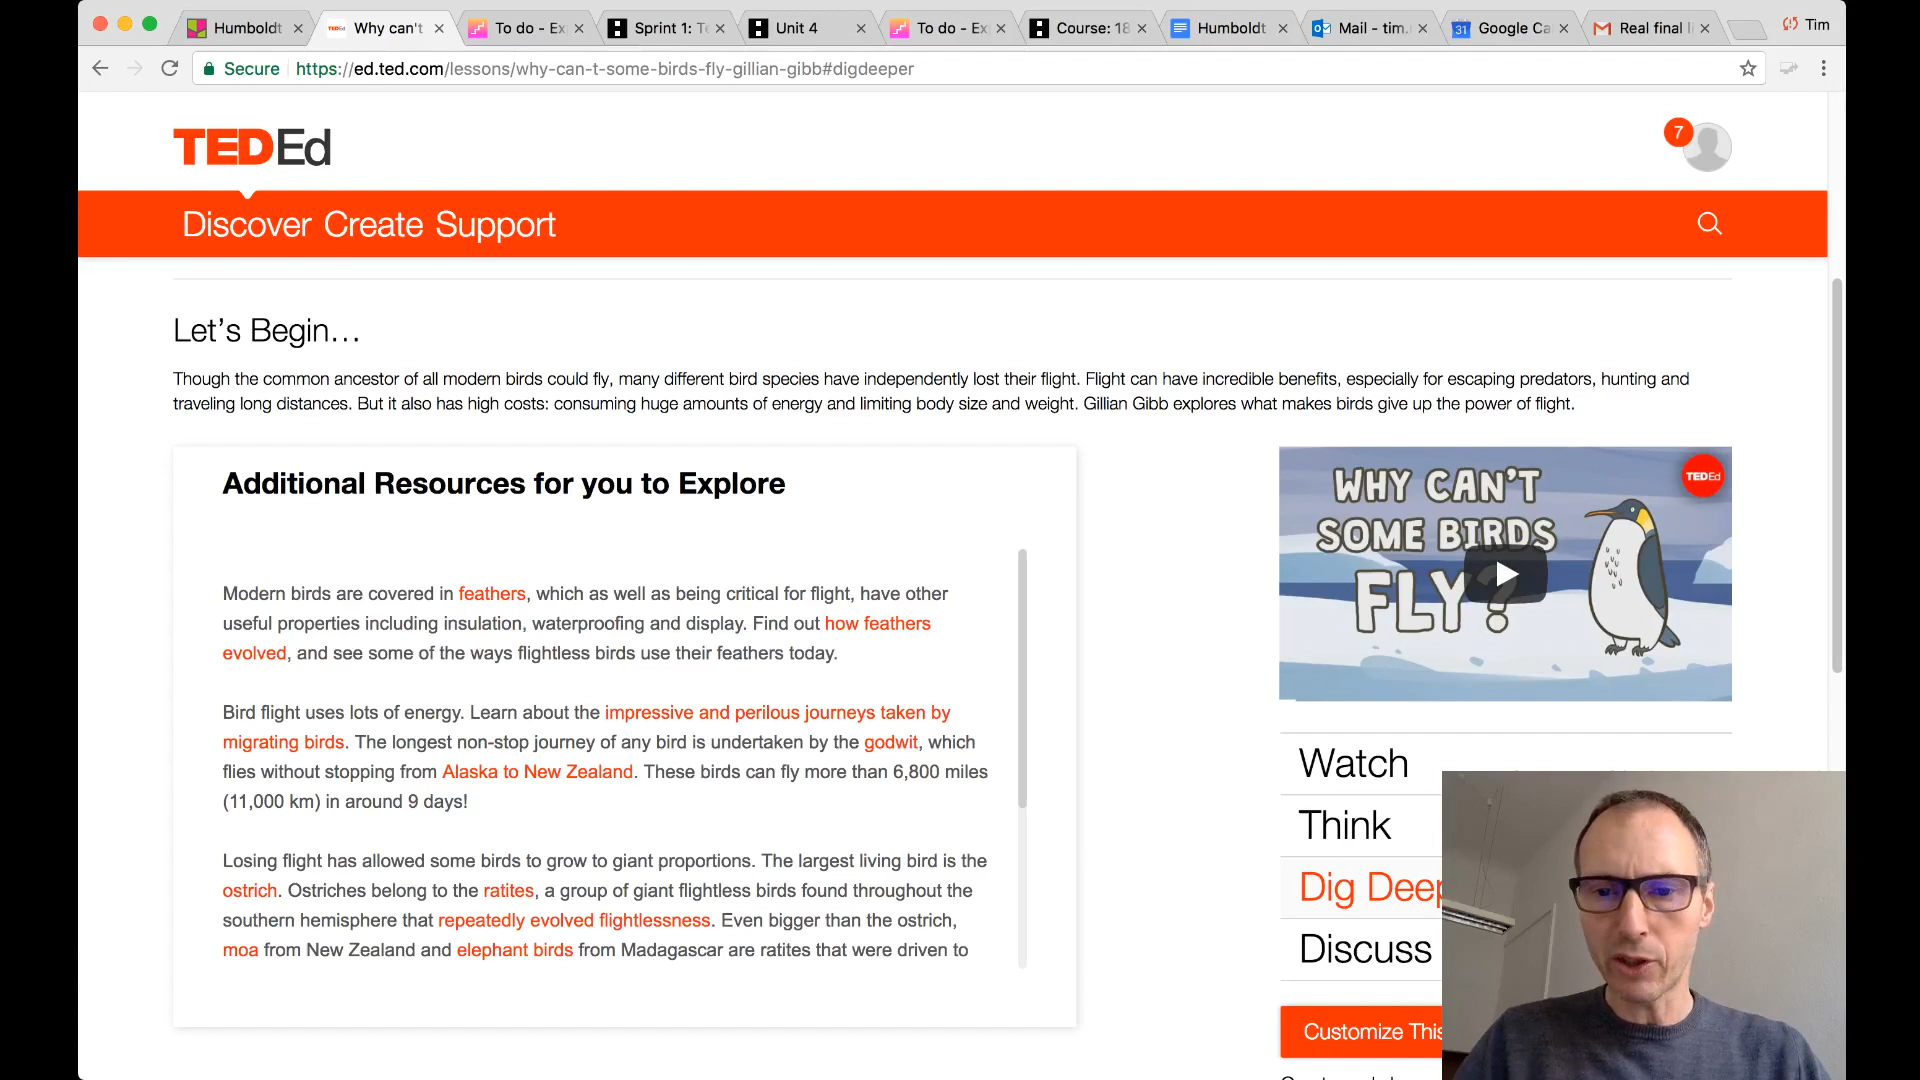 Humboldt
Why can't
To do - Ex
Sprint 1: Te
Unit 4
To do - Ex
Course: 18
Humboldt
Mail - tim.
31
Google Ca
Real final li
Tim
Secure
https://ed.ted.com/lessons/why-can-t-some-birds-fly-gillian-gibb#digdeeper
TEDEd
7
Discover Create Support
Let's Begin…
Though the common ancestor of all modern birds could fly, many different bird species have independently lost their flight. Flight can have incredible benefits, especially for escaping predators, hunting and
traveling long distances. But it also has high costs: consuming huge amounts of energy and limiting body size and weight. Gillian Gibb explores what makes birds give up the power of flight.
Additional Resources for you to Explore
Modern birds are covered in feathers, which as well as being critical for flight, have other
useful properties including insulation, waterproofing and display. Find out how feathers
evolved, and see some of the ways flightless birds use their feathers today.
Bird flight uses lots of energy. Learn about the impressive and perilous journeys taken by
migrating birds. The longest non-stop journey of any bird is undertaken by the godwit, which
flies without stopping from Alaska to New Zealand. These birds can fly more than 6,800 miles
(11,000 km) in around 9 days!
Losing flight has allowed some birds to grow to giant proportions. The largest living bird is the
ostrich. Ostriches belong to the ratites, a group of giant flightless birds found throughout the
southern hemisphere that repeatedly evolved flightlessness. Even bigger than the ostrich,
moa from New Zealand and elephant birds from Madagascar are ratites that were driven to
WHY CAN'T
SOME BIRDS
FLY?
TEDEd
Watch
Think
Dig Deep
Discuss
Customize This